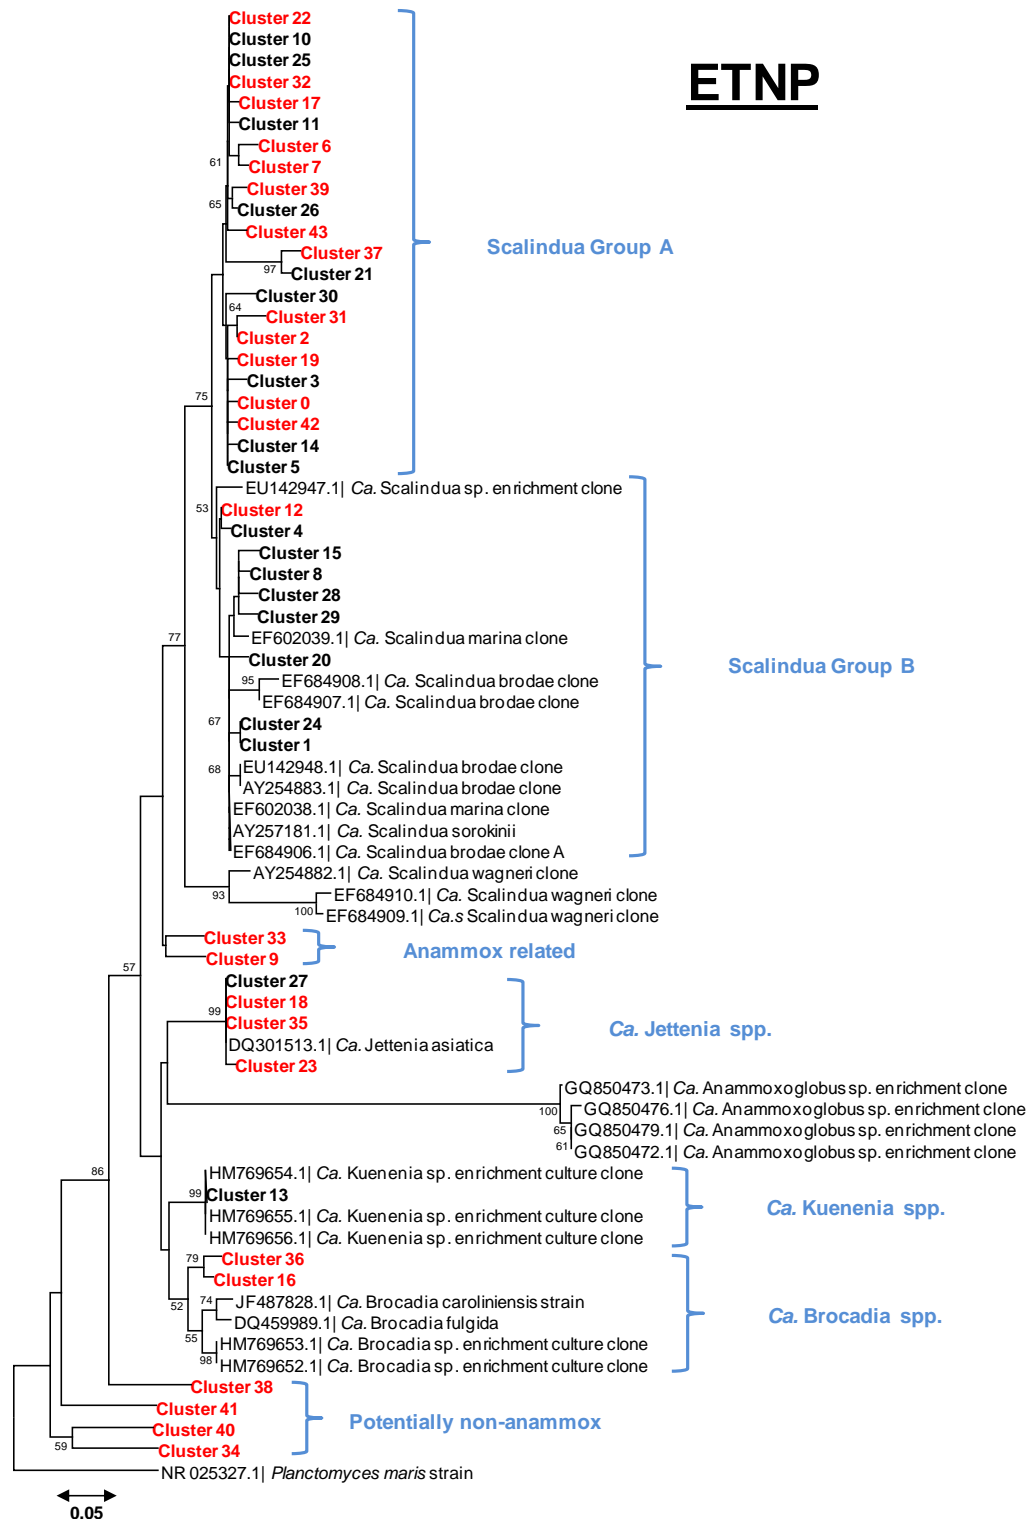 Cluster 22
Cluster 10
Cluster 25
ETNP
Cluster 32
Cluster 17
Cluster 11
Cluster 6
61
Cluster 7
Cluster 39
65
Cluster 26
Cluster 43
Scalindua Group A
Cluster 37
97
Cluster 21
Cluster 30
64
Cluster 31
Cluster 2
Cluster 19
Cluster 3
75
Cluster 0
Cluster 42
Cluster 14
Cluster 5
EU142947.1| Ca. Scalindua sp. enrichment clone
53
Cluster 12
Cluster 4
Cluster 15
Cluster 8
Cluster 28
Cluster 29
77
EF602039.1| Ca. Scalindua marina clone
Cluster 20
Scalindua Group B
95
EF684908.1| Ca. Scalindua brodae clone
EF684907.1| Ca. Scalindua brodae clone
67
Cluster 24
Cluster 1
68
EU142948.1| Ca. Scalindua brodae clone
AY254883.1| Ca. Scalindua brodae clone
EF602038.1| Ca. Scalindua marina clone
AY257181.1| Ca. Scalindua sorokinii
EF684906.1| Ca. Scalindua brodae clone A
AY254882.1| Ca. Scalindua wagneri clone
93
EF684910.1| Ca. Scalindua wagneri clone
100
EF684909.1| Ca.s Scalindua wagneri clone
Cluster 33
Anammox related
Cluster 9
57
Cluster 27
Cluster 18
99
Cluster 35
Ca. Jettenia spp.
DQ301513.1| Ca. Jettenia asiatica
Cluster 23
GQ850473.1| Ca. Anammoxoglobus sp. enrichment clone
100
GQ850476.1| Ca. Anammoxoglobus sp. enrichment clone
65
GQ850479.1| Ca. Anammoxoglobus sp. enrichment clone
61
GQ850472.1| Ca. Anammoxoglobus sp. enrichment clone
86
HM769654.1| Ca. Kuenenia sp. enrichment culture clone
99
Cluster 13
Ca. Kuenenia spp.
HM769655.1| Ca. Kuenenia sp. enrichment culture clone
HM769656.1| Ca. Kuenenia sp. enrichment culture clone
79
Cluster 36
Cluster 16
52
74
JF487828.1| Ca. Brocadia caroliniensis strain
Ca. Brocadia spp.
DQ459989.1| Ca. Brocadia fulgida
55
HM769653.1| Ca. Brocadia sp. enrichment culture clone
98
HM769652.1| Ca. Brocadia sp. enrichment culture clone
Cluster 38
Cluster 41
Potentially non-anammox
Cluster 40
59
Cluster 34
NR 025327.1| Planctomyces maris strain
0.05